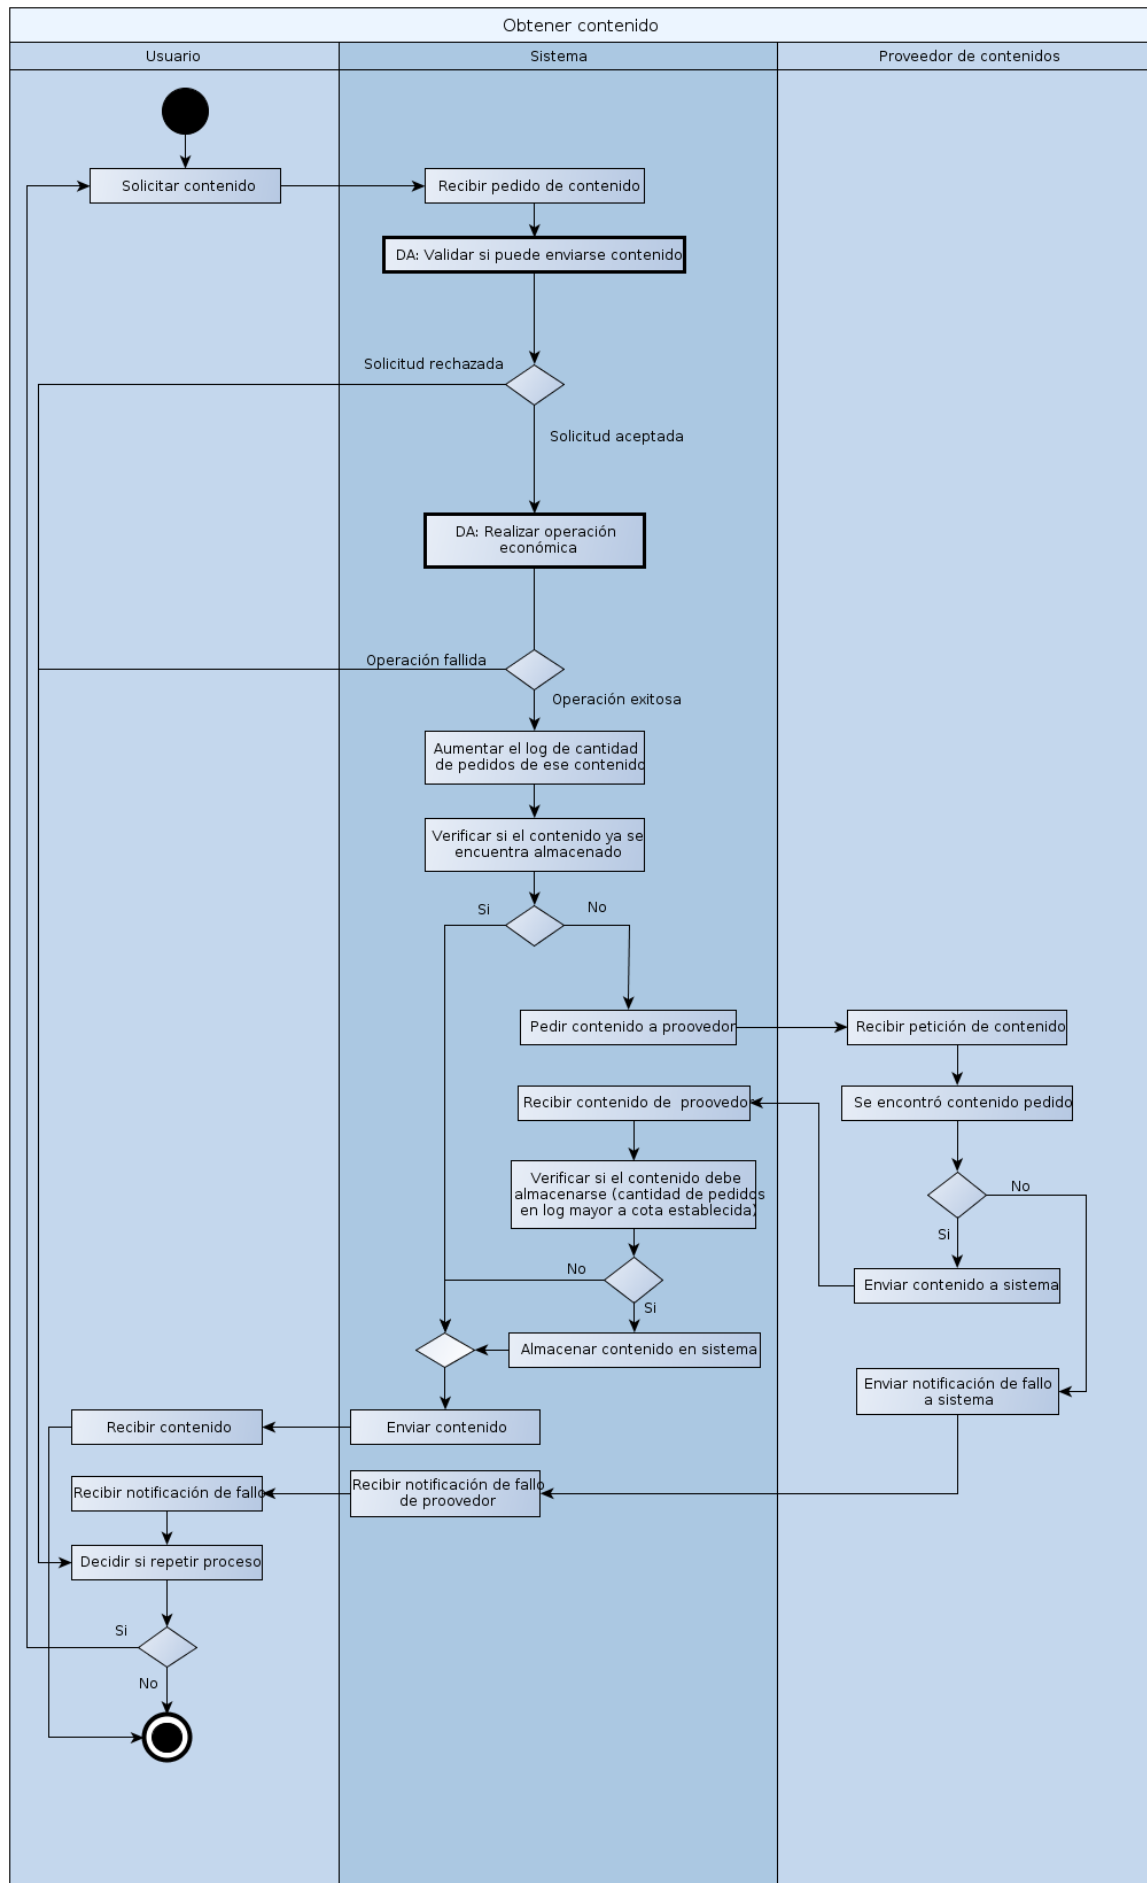 Obtener contenido
Usuario
Sistema
Proveedor de contenidos
Solicitar contenido
Recibir pedido de contenido
DA: Validar si puede enviarse contenido
Solicitud rechazada
Solicitud aceptada
DA: Realizar operación
económica
Operación fallida
Operación exitosa
Aumentar el log de cantidad
de pedidos de ese contenido
Verificar si el contenido ya se
encuentra almacenado
Si
No
Pedir contenido a proovedor
Recibir petición de contenido
Recibir contenido de proovedor
Se encontró contenido pedido
Verificar si el contenido debe
almacenarse (cantidad de pedidos
en log mayor a cota establecida)
No
Si
No
Si
Enviar contenido a sistema
Almacenar contenido en sistema
Enviar notificación de fallo
a sistema
Recibir contenido
Enviar contenido
Recibir notificación de fallo
Recibir notificación de fallo
de proovedor
Decidir si repetir proceso
Si
No